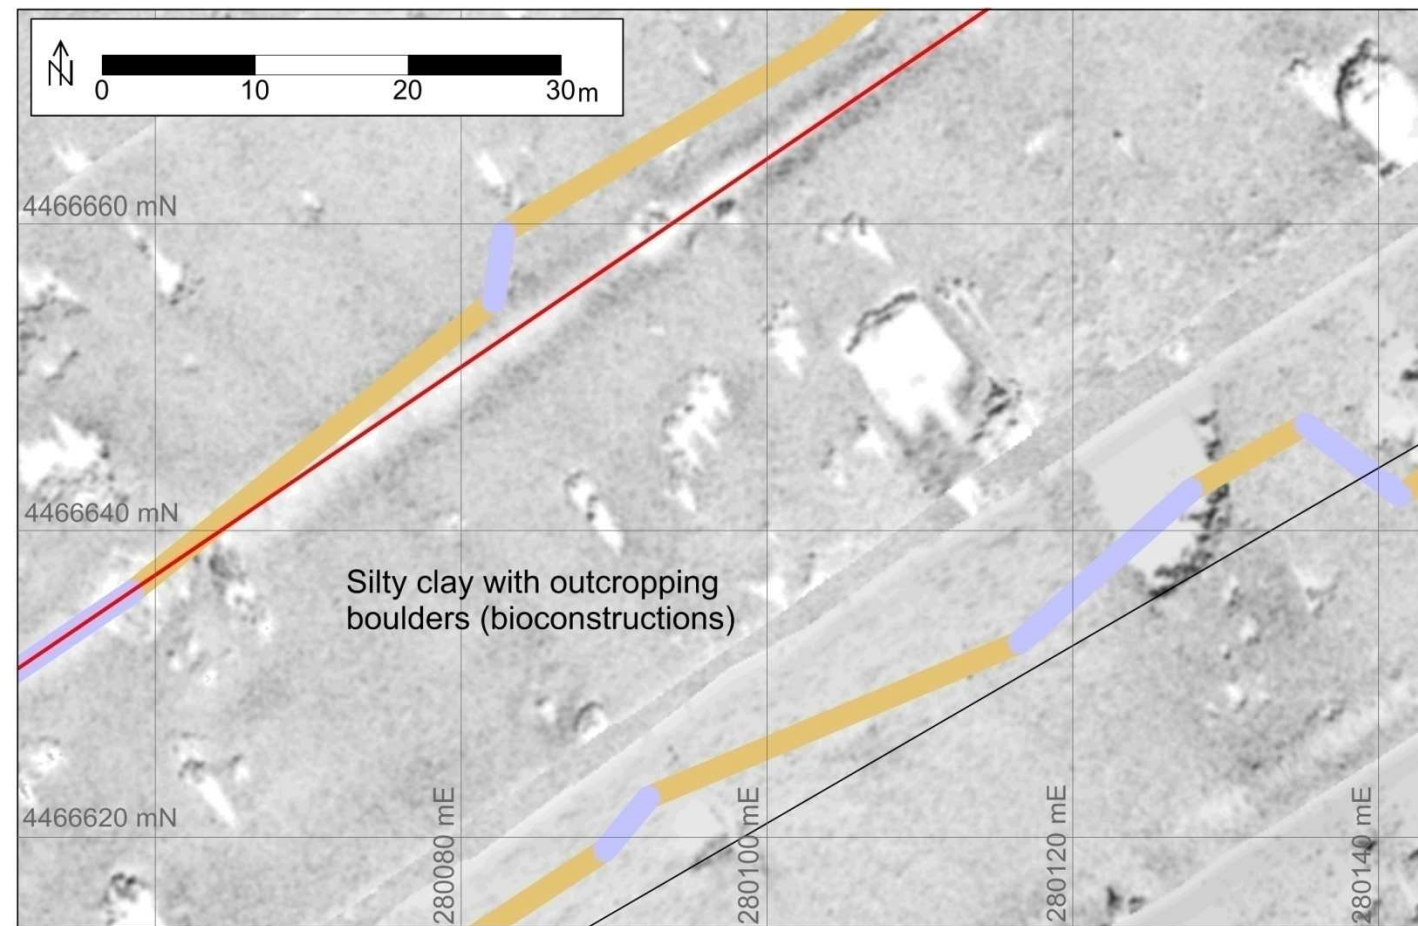 N
0 10 20 30m
4466660 mN
4466640 mN
Silty clay with outcropping
boulders (bioconstructions)
4466620 mN
280080 mE
280100 mE
280120 mE
280140 mE